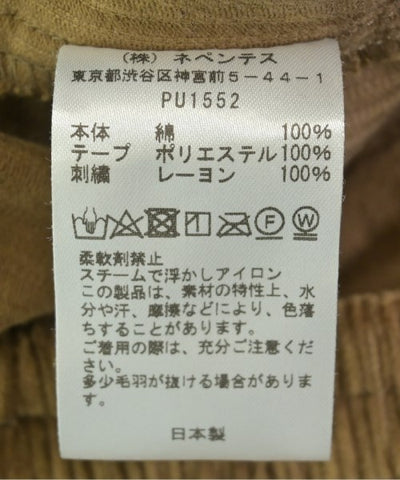 （株）ネペンテス
東京都渋谷区神宮前5-44-1
PU1552
本体 綿 100%
テープ ポリエステル 100%
刺繍 レーヨン 100%
F W
柔軟剤禁止
スチームで浮かしアイロン
この製品は、素材の特性上、水
分や汗、摩擦などにより、色落
ちすることがあります。
ご着用の際は、充分ご注意くださ
い。
多少毛羽が抜ける場合がありま
す。
日本製